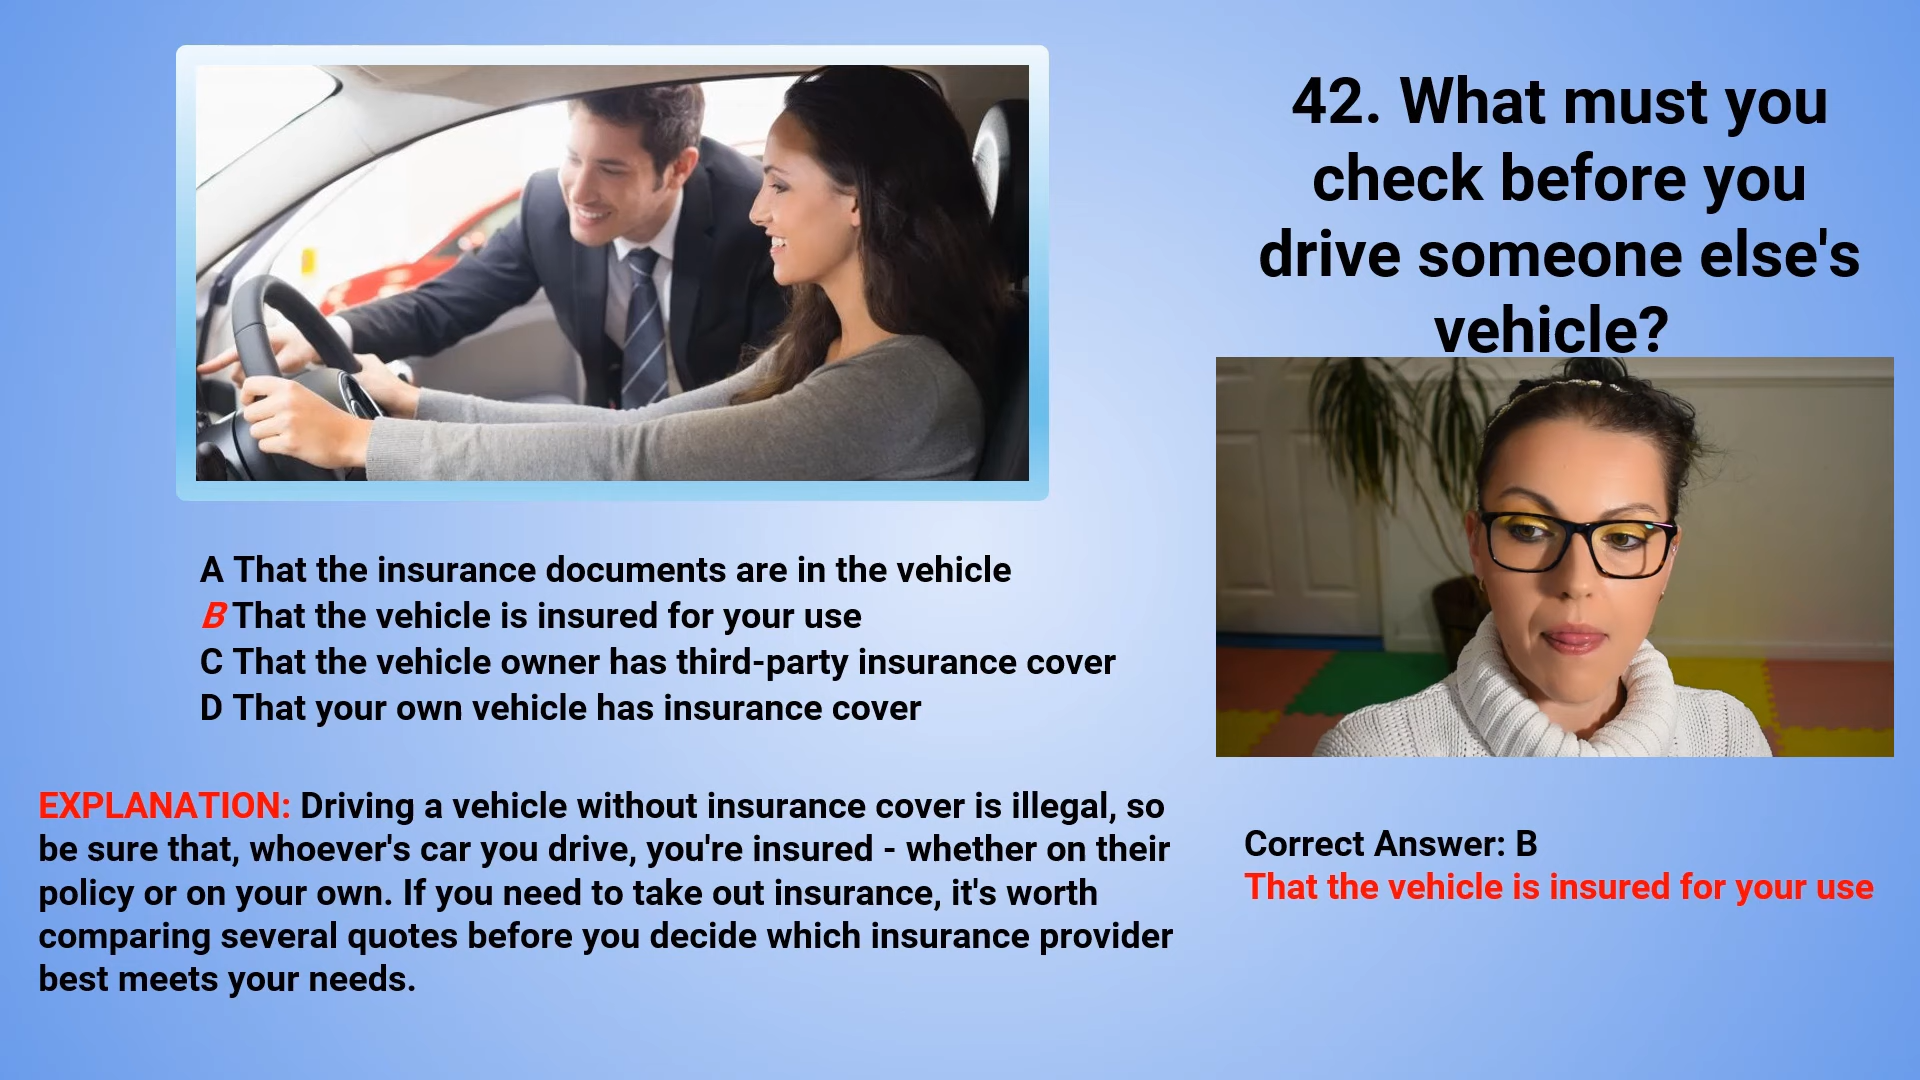 42. What must you
check before you
drive someone else's
vehicle?
A That the insurance documents are in the vehicle
B That the vehicle is insured for your use
C That the vehicle owner has third-party insurance cover
D That your own vehicle has insurance cover
EXPLANATION: Driving a vehicle without insurance cover is illegal, so
be sure that, whoever's car you drive, you're insured - whether on their
policy or on your own. If you need to take out insurance, it's worth
comparing several quotes before you decide which insurance provider
best meets your needs.
Correct Answer: B
That the vehicle is insured for your use